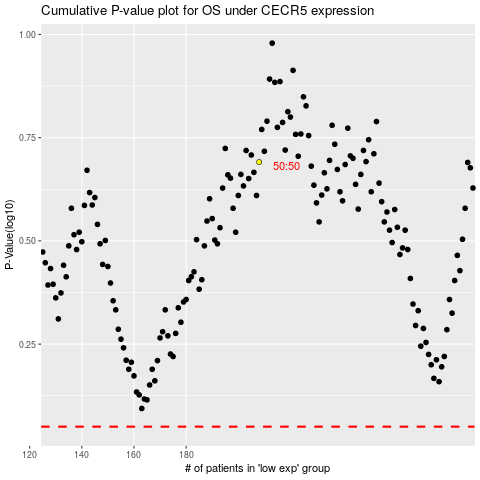 Cumulative P-value plot for OS under CECR5 expression
P-Value(log10)
1.00
0.75
0.50
0.25
50:50
120 140 160 180
# of patients in 'low exp' group